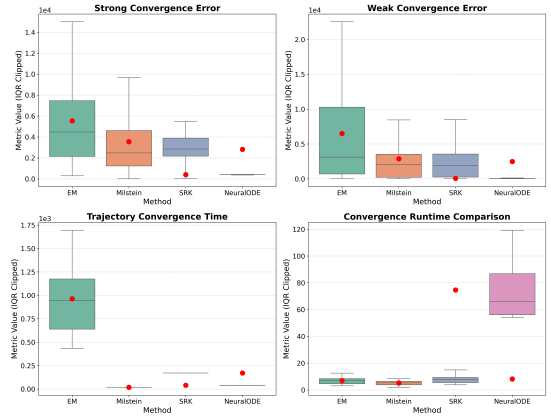 Strong Convergence Error
1e4
Metric Value (IQR Clipped)
1.4
1.2
1.0
0.8
0.6
0.4
0.2
0.0
EM
Milstein
SRK
NeuralODE
Method
Weak Convergence Error
1e4
Metric Value (IQR Clipped)
2.0
1.5
1.0
0.5
0.0
EM
Milstein
SRK
NeuralODE
Method
Trajectory Convergence Time
1e3
Metric Value (IQR Clipped)
1.75
1.50
1.25
1.00
0.75
0.50
0.25
0.00
EM
Milstein
SRK
NeuralODE
Method
Convergence Runtime Comparison
Metric Value (IQR Clipped)
120
100
80
60
40
20
0
EM
Milstein
SRK
NeuralODE
Method